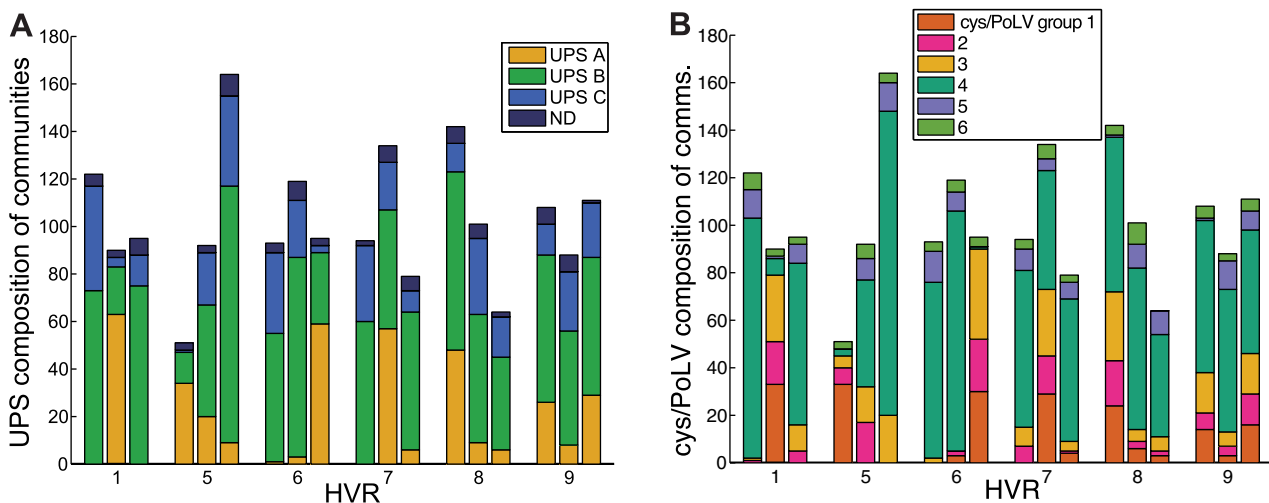 A
UPS composition of communities
180
160
140
120
100
80
60
40
20
0
UPS A
UPS B
UPS C
ND
1 5 6 7 8 9
HVR
B
cys/PoLV composition of comms.
180
160
140
120
100
80
60
40
20
0
cys/PoLV group 1
2
3
4
5
6
1 5 6 7 8 9
HVR